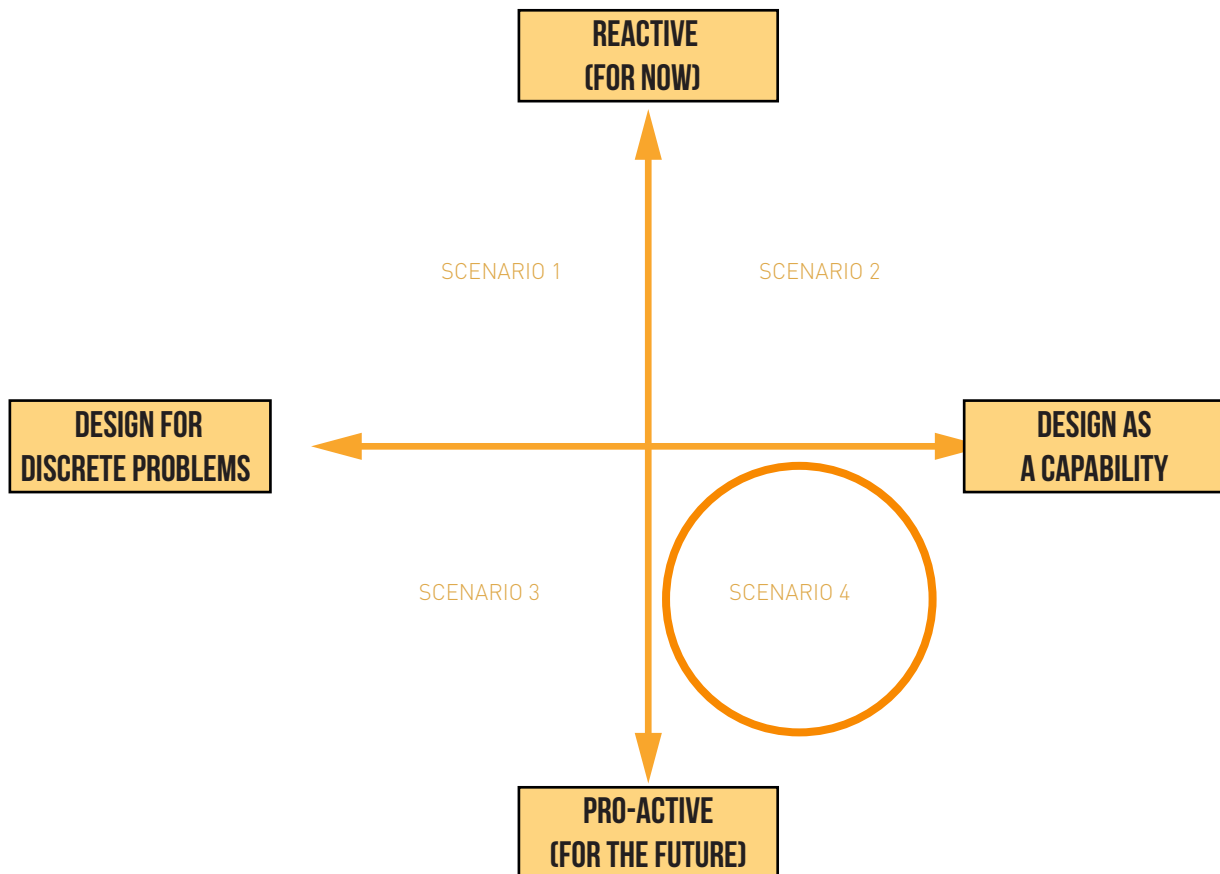 REACTIVE
(FOR NOW)
SCENARIO 1
SCENARIO 2
DESIGN FOR
DISCRETE PROBLEMS
DESIGN AS
A CAPABILITY
SCENARIO 3
SCENARIO 4
PRO-ACTIVE
(FOR THE FUTURE)